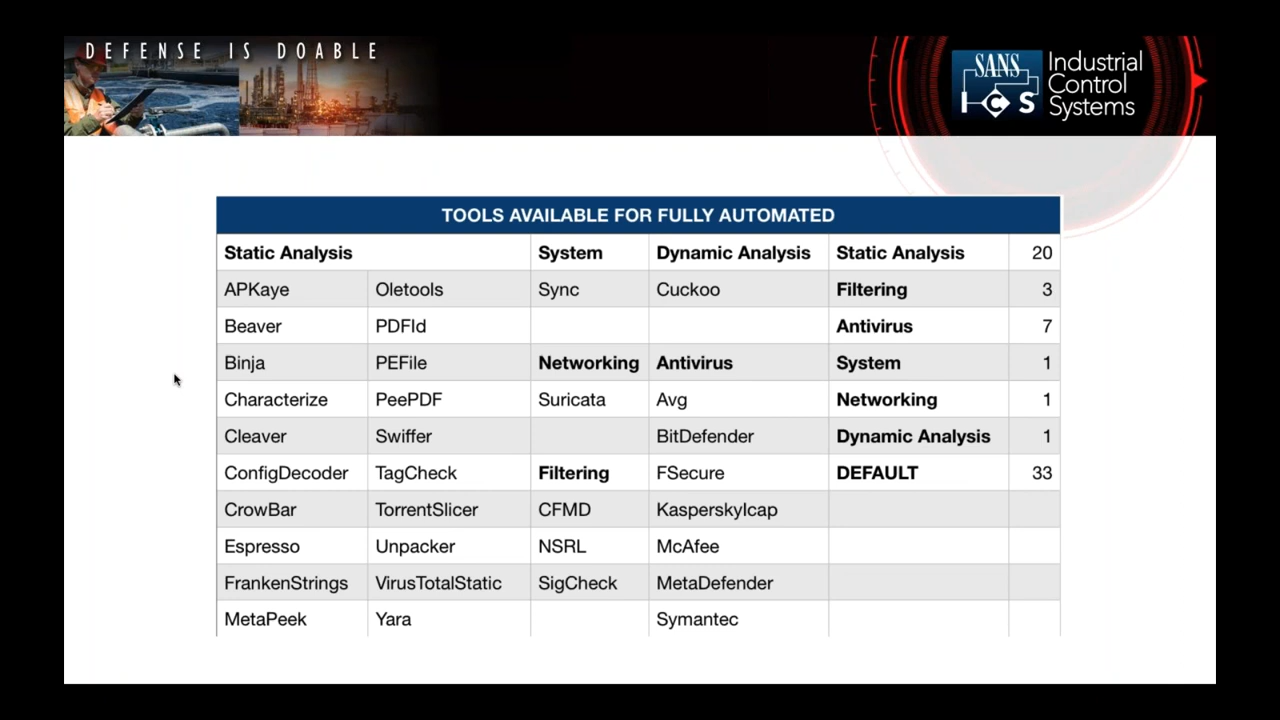 DEFENSE IS DOABLE
SANS
ICS
Industrial
Control
Systems
TOOLS AVAILABLE FOR FULLY AUTOMATED
Static Analysis System Dynamic Analysis Static Analysis 20
APKaye Oletools Sync Cuckoo Filtering 3
Beaver PDFId Antivirus 7
Binja PEFile Networking Antivirus System 1
Characterize PeePDF Suricata Avg Networking 1
Cleaver Swiffer BitDefender Dynamic Analysis 1
ConfigDecoder TagCheck Filtering FSecure DEFAULT 33
CrowBar TorrentSlicer CFMD KasperskyIcap
Espresso Unpacker NSRL McAfee
FrankenStrings VirusTotalStatic SigCheck MetaDefender
MetaPeek Yara Symantec